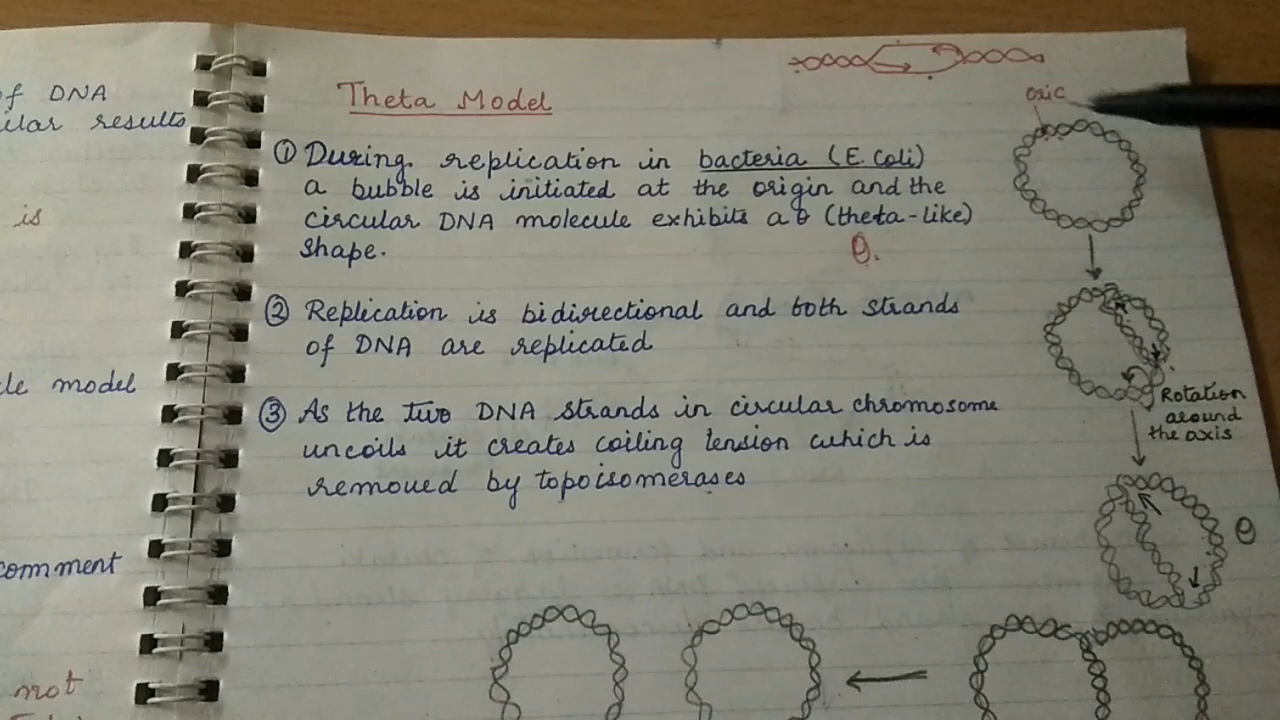 of DNA
ilar results
is
cle model
comment
not
Theta Model
① During replication in bacteria (E. coli)
a bubble is initiated at the origin and the
circular DNA molecule exhibits a θ (theta-like)
shape.
θ.
② Replication is bidirectional and both strands
of DNA are replicated
③ As the two DNA strands in circular chromosome
uncoils it creates coiling tension which is
removed by topoisomerases
oric
Rotation
around
the axis
θ